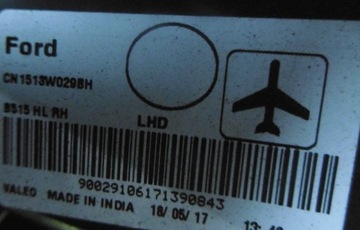 Ford
CN1513W029BH
B515 HL RH
LHD
90029106171390843
VALEO MADE IN INDIA 18/05/17